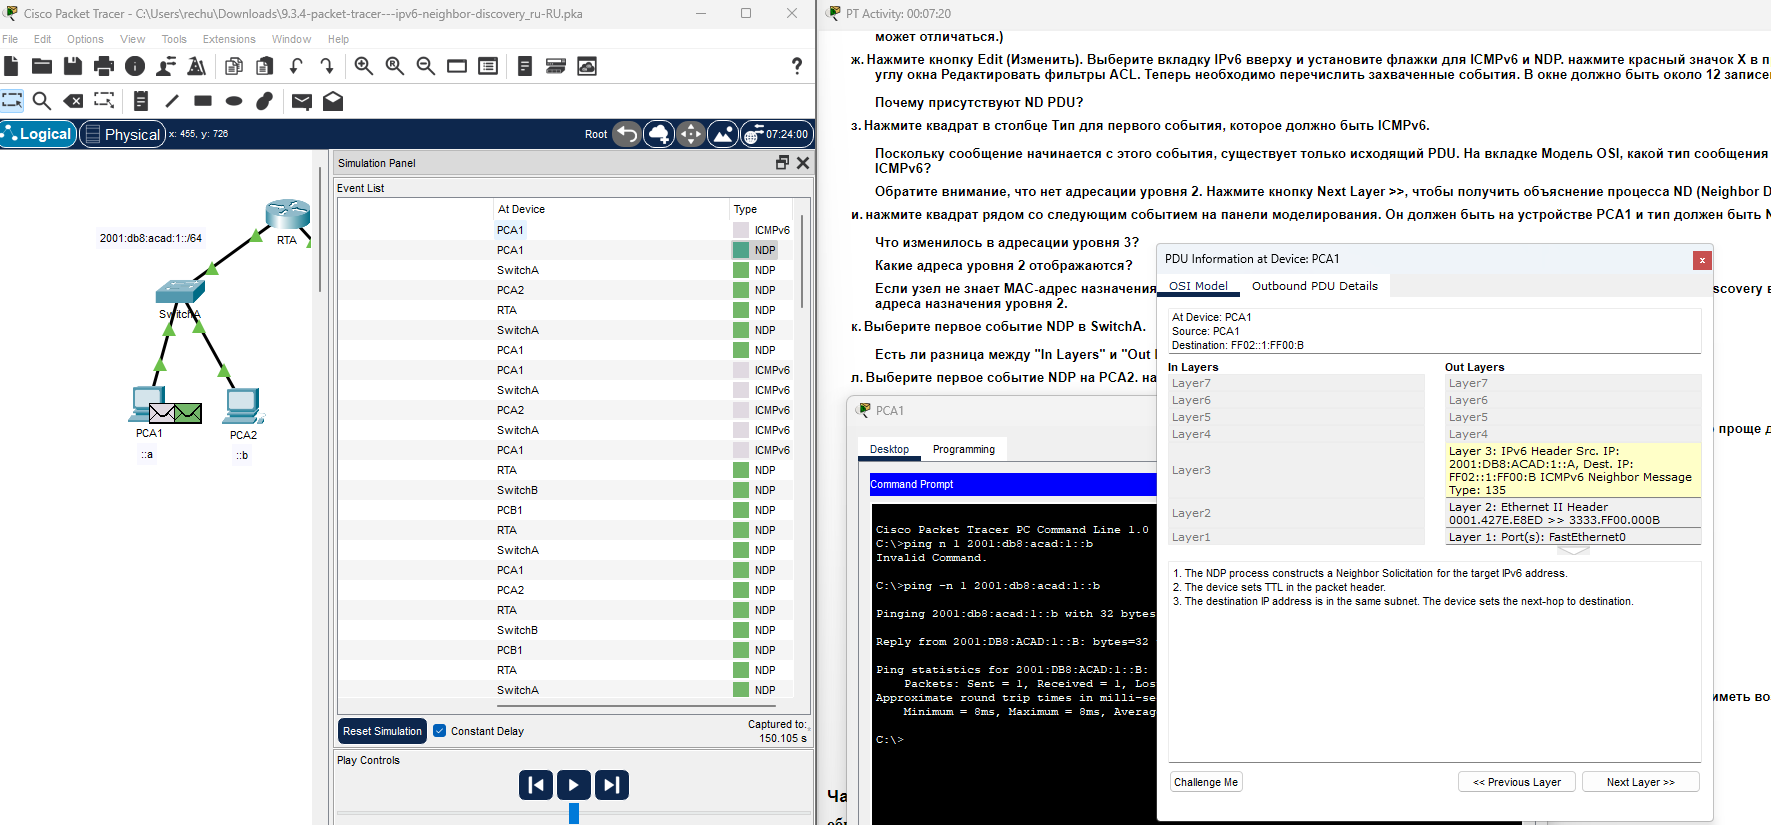 Cisco Packet Tracer - C:\Users\rechu\Downloads\9.3.4-packet-tracer---ipv6-neighbor-discovery_ru-RU.pka
File Edit Options View Tools Extensions Window Help
Logical Physical x: 455, y: 726 Root 07:24:00
2001:db8:acad:1::/64
RTA
SwitchA
PCA1
::a
PCA2
::b
Simulation Panel
Event List
At Device Type
PCA1 ICMPv6
PCA1 NDP
SwitchA NDP
PCA2 NDP
RTA NDP
SwitchA NDP
PCA1 NDP
PCA1 ICMPv6
SwitchA ICMPv6
PCA2 ICMPv6
SwitchA ICMPv6
PCA1 ICMPv6
RTA NDP
SwitchB NDP
PCB1 NDP
RTA NDP
SwitchA NDP
PCA1 NDP
PCA2 NDP
RTA NDP
SwitchB NDP
PCB1 NDP
RTA NDP
SwitchA NDP
Reset Simulation Constant Delay
Captured to:
150.105 s
Play Controls
PT Activity: 00:07:20
может отличаться.)
ж. Нажмите кнопку Edit (Изменить). Выберите вкладку IPv6 вверху и установите флажки для ICMPv6 и NDP. нажмите красный значок X в п
углу окна Редактировать фильтры ACL. Теперь необходимо перечислить захваченные события. В окне должно быть около 12 записе
Почему присутствуют ND PDU?
з. Нажмите квадрат в столбце Тип для первого события, которое должно быть ICMPv6.
Поскольку сообщение начинается с этого события, существует только исходящий PDU. На вкладке Модель OSI, какой тип сообщения
ICMPv6?
Обратите внимание, что нет адресации уровня 2. Нажмите кнопку Next Layer >>, чтобы получить объяснение процесса ND (Neighbor D
и. нажмите квадрат рядом со следующим событием на панели моделирования. Он должен быть на устройстве PCA1 и тип должен быть N
Что изменилось в адресации уровня 3?
Какие адреса уровня 2 отображаются?
Если узел не знает MAC-адрес назначения
scovery в
адреса назначения уровня 2.
к. Выберите первое событие NDP в SwitchA.
Есть ли разница между "In Layers" и "Out
л. Выберите первое событие NDP на PCA2. на
проще д
иметь во
Ча
PCA1
Desktop Programming
Command Prompt
Cisco Packet Tracer PC Command Line 1.0
C:\>ping n 1 2001:db8:acad:1::b
Invalid Command.
C:\>ping -n 1 2001:db8:acad:1::b
Pinging 2001:db8:acad:1::b with 32 bytes
Reply from 2001:DB8:ACAD:1::B: bytes=32
Ping statistics for 2001:DB8:ACAD:1::B:
Packets: Sent = 1, Received = 1, Los
Approximate round trip times in milli-se
Minimum = 8ms, Maximum = 8ms, Averag
C:\>
PDU Information at Device: PCA1
x
OSI Model Outbound PDU Details
At Device: PCA1
Source: PCA1
Destination: FF02::1:FF00:B
In Layers
Layer7
Layer6
Layer5
Layer4
Layer3
Layer2
Layer1
Out Layers
Layer7
Layer6
Layer5
Layer4
Layer 3: IPv6 Header Src. IP:
2001:DB8:ACAD:1::A, Dest. IP:
FF02::1:FF00:B ICMPv6 Neighbor Message
Type: 135
Layer 2: Ethernet II Header
0001.427E.E8ED >> 3333.FF00.000B
Layer 1: Port(s): FastEthernet0
1. The NDP process constructs a Neighbor Solicitation for the target IPv6 address.
2. The device sets TTL in the packet header.
3. The destination IP address is in the same subnet. The device sets the next-hop to destination.
Challenge Me << Previous Layer Next Layer >>